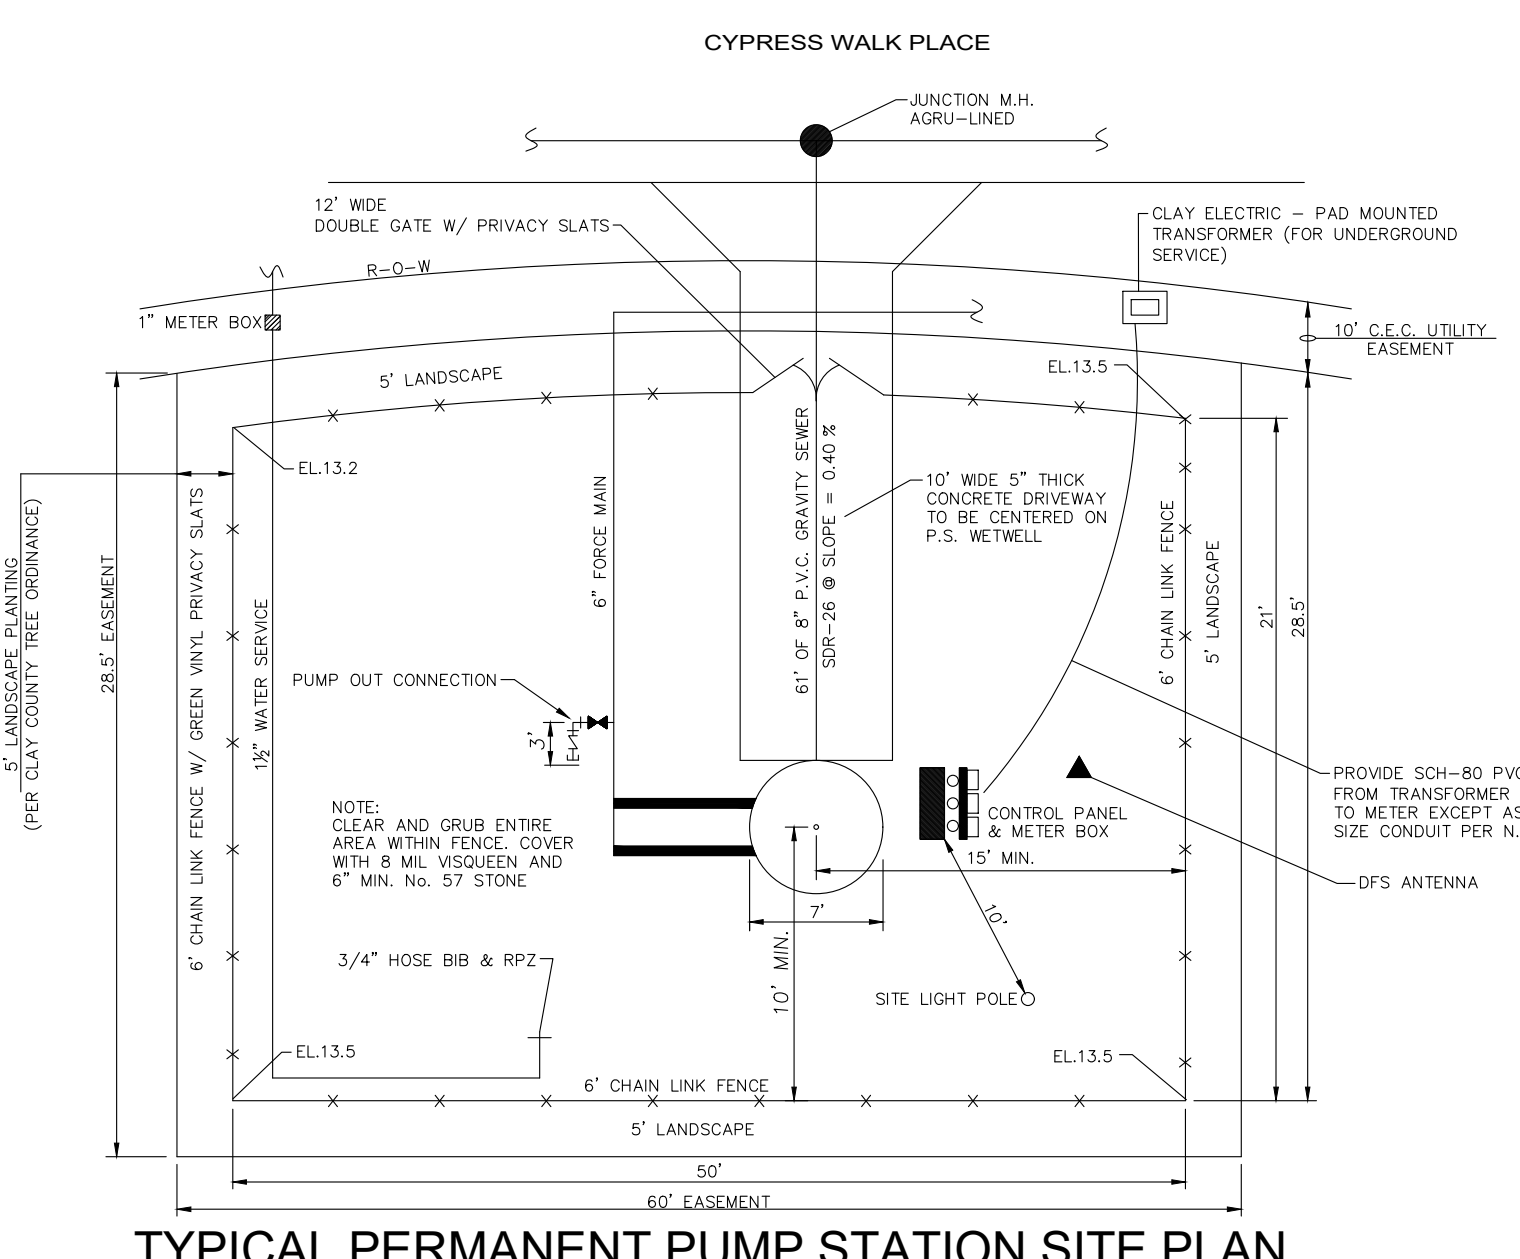 CYPRESS WALK PLACE
JUNCTION M.H.
AGRU-LINED
12' WIDE
DOUBLE GATE W/ PRIVACY SLATS
CLAY ELECTRIC - PAD MOUNTED
TRANSFORMER (FOR UNDERGROUND
SERVICE)
R-O-W
1" METER BOX
10' C.E.C. UTILITY
EASEMENT
5' LANDSCAPE
EL.13.5
EL.13.2
10' WIDE 5" THICK
CONCRETE DRIVEWAY
TO BE CENTERED ON
P.S. WETWELL
5' LANDSCAPE PLANTING
(PER CLAY COUNTY TREE ORDINANCE)
28.5' EASEMENT
6' CHAIN LINK FENCE W/ GREEN VINYL PRIVACY SLATS
1½" WATER SERVICE
6" FORCE MAIN
61' OF 8" P.V.C. GRAVITY SEWER
SDR-26 @ SLOPE = 0.40 %
6' CHAIN LINK FENCE
5' LANDSCAPE
21'
28.5'
PUMP OUT CONNECTION
3'
PROVIDE SCH-80 PVC
FROM TRANSFORMER
TO METER EXCEPT AS
SIZE CONDUIT PER N.
NOTE:
CLEAR AND GRUB ENTIRE
AREA WITHIN FENCE. COVER
WITH 8 MIL VISQUEEN AND
6" MIN. No. 57 STONE
CONTROL PANEL
& METER BOX
15' MIN.
DFS ANTENNA
7'
10'
10' MIN.
3/4" HOSE BIB & RPZ
SITE LIGHT POLE
EL.13.5
EL.13.5
6' CHAIN LINK FENCE
5' LANDSCAPE
50'
60' EASEMENT
TYPICAL PERMANENT PUMP STATION SITE PLAN